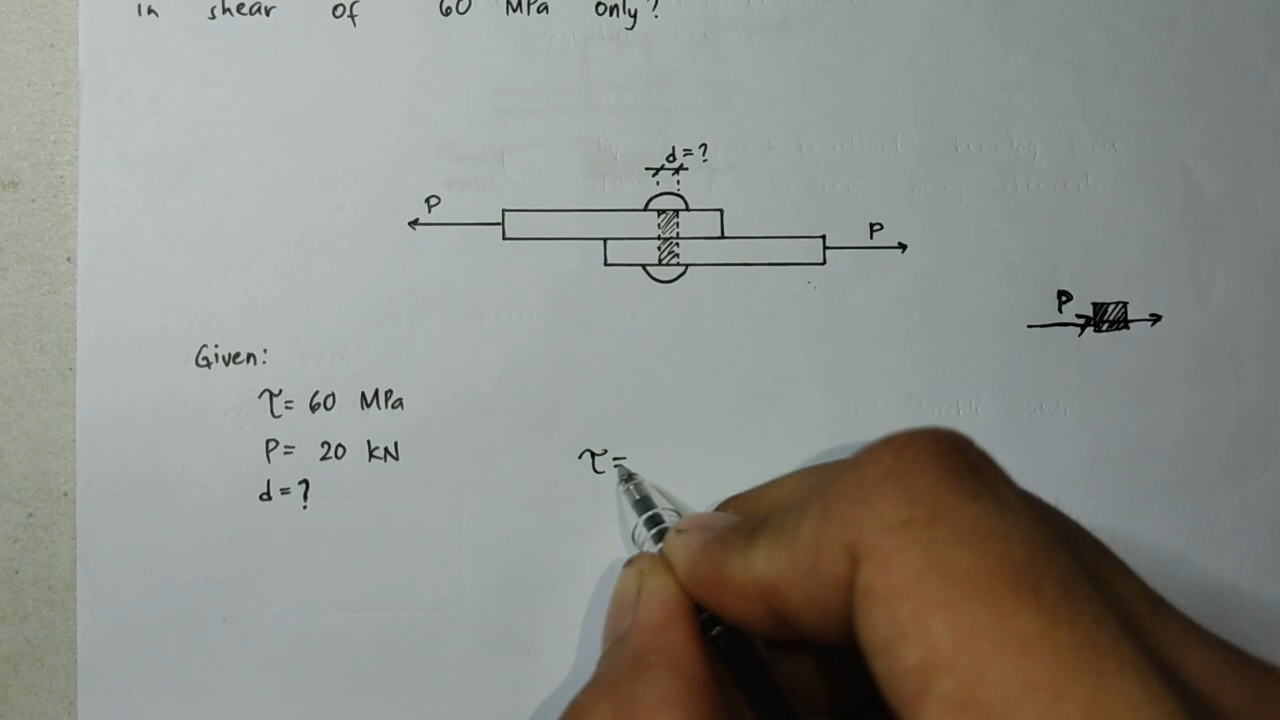 in shear of 60 MPa only?
d = ?
P
P
P
Given:
τ = 60 MPa
P = 20 kN
d = ?
τ =